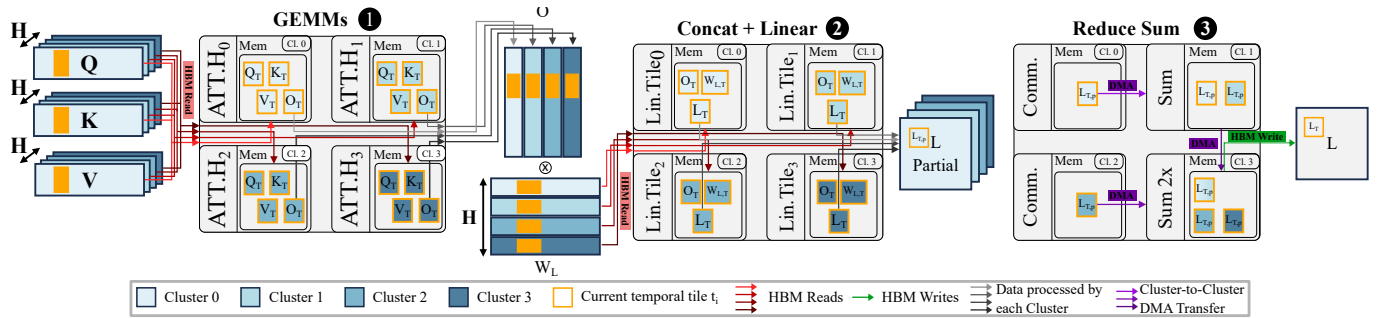 GEMMs 1
H
Q
H
K
H
V
HBM Read
ATT.H0
Mem
Cl. 0
QT KT
VT OT
ATT.H1
Mem
Cl. 1
QT KT
VT OT
ATT.H2
Mem
Cl. 2
QT KT
VT OT
ATT.H3
Mem
Cl. 3
QT KT
VT OT
O
⊗
H
WL
HBM Read
Concat + Linear 2
Lin.Tile0
Mem
Cl. 0
OT WL,T
LT
Lin.Tile1
Mem
Cl. 1
OT WL,T
LT
Lin.Tile2
Mem
Cl. 2
OT WL,T
LT
Lin.Tile3
Mem
Cl. 3
OT WL,T
LT
LT,p L
Partial
Reduce Sum 3
Comm.
Mem
Cl. 0
LT,p
DMA
Sum
Mem
Cl. 1
LT,p LT,p
DMA
HBM Write
Comm.
Mem
Cl. 2
LT,p
DMA
Sum 2x
Mem
Cl. 3
LT,p
LT,p LT,p
LT
L
Cluster 0
Cluster 1
Cluster 2
Cluster 3
Current temporal tile ti
HBM Reads
HBM Writes
Data processed by
each Cluster
Cluster-to-Cluster
DMA Transfer